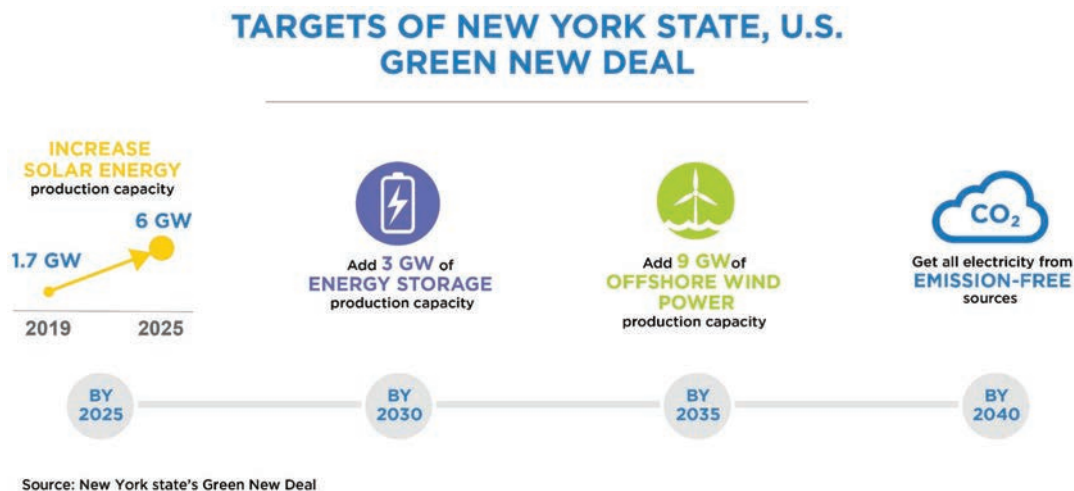 TARGETS OF NEW YORK STATE, U.S.
GREEN NEW DEAL
INCREASE
SOLAR ENERGY
production capacity
6 GW
1.7 GW
2019 2025
Add 3 GW of
ENERGY STORAGE
production capacity
Add 9 GW of
OFFSHORE WIND
POWER
production capacity
CO₂
Get all electricity from
EMISSION-FREE
sources
BY
2025
BY
2030
BY
2035
BY
2040
Source: New York state's Green New Deal